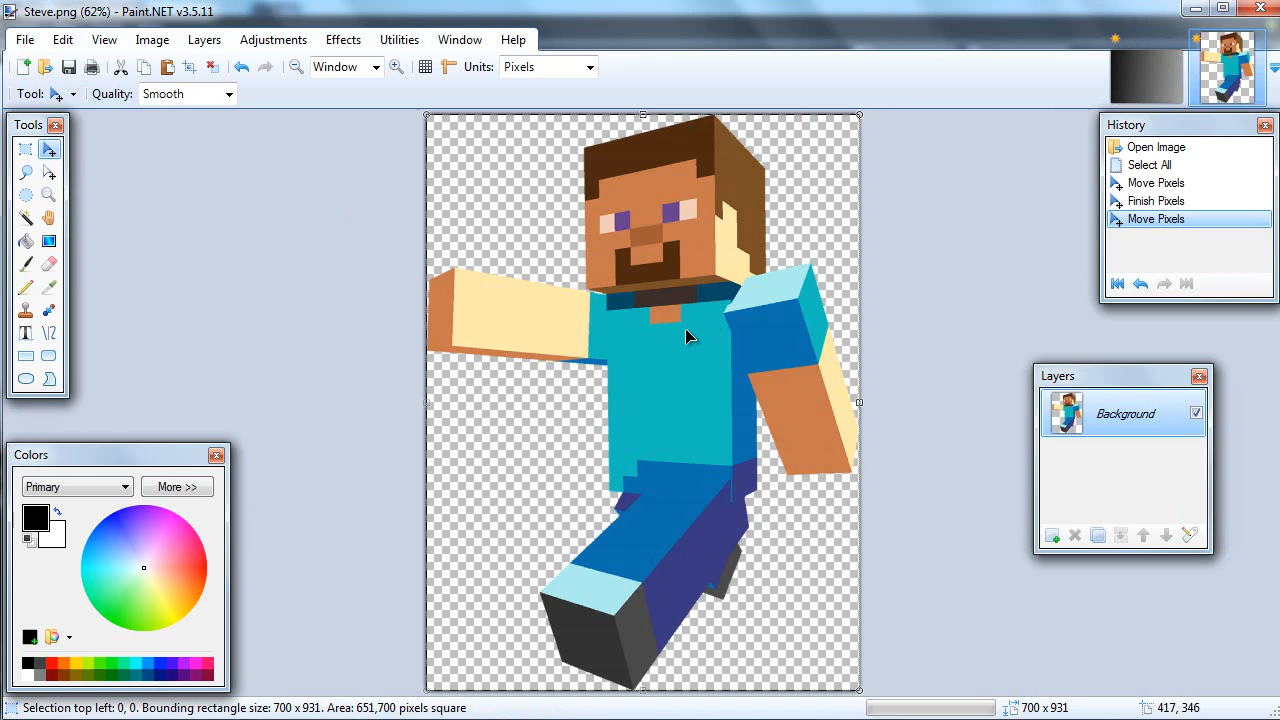 Steve.png (62%) - Paint.NET v3.5.11
File Edit View Image Layers Adjustments Effects Utilities Window Help
Window Units: Pixels
Tool: Quality: Smooth
Tools
History
Open Image
Select All
Move Pixels
Finish Pixels
Move Pixels
Layers
Background
Colors
Primary More >>
Selection top left: 0, 0. Bounding rectangle size: 700 x 931. Area: 651,700 pixels square 700 x 931 417, 346